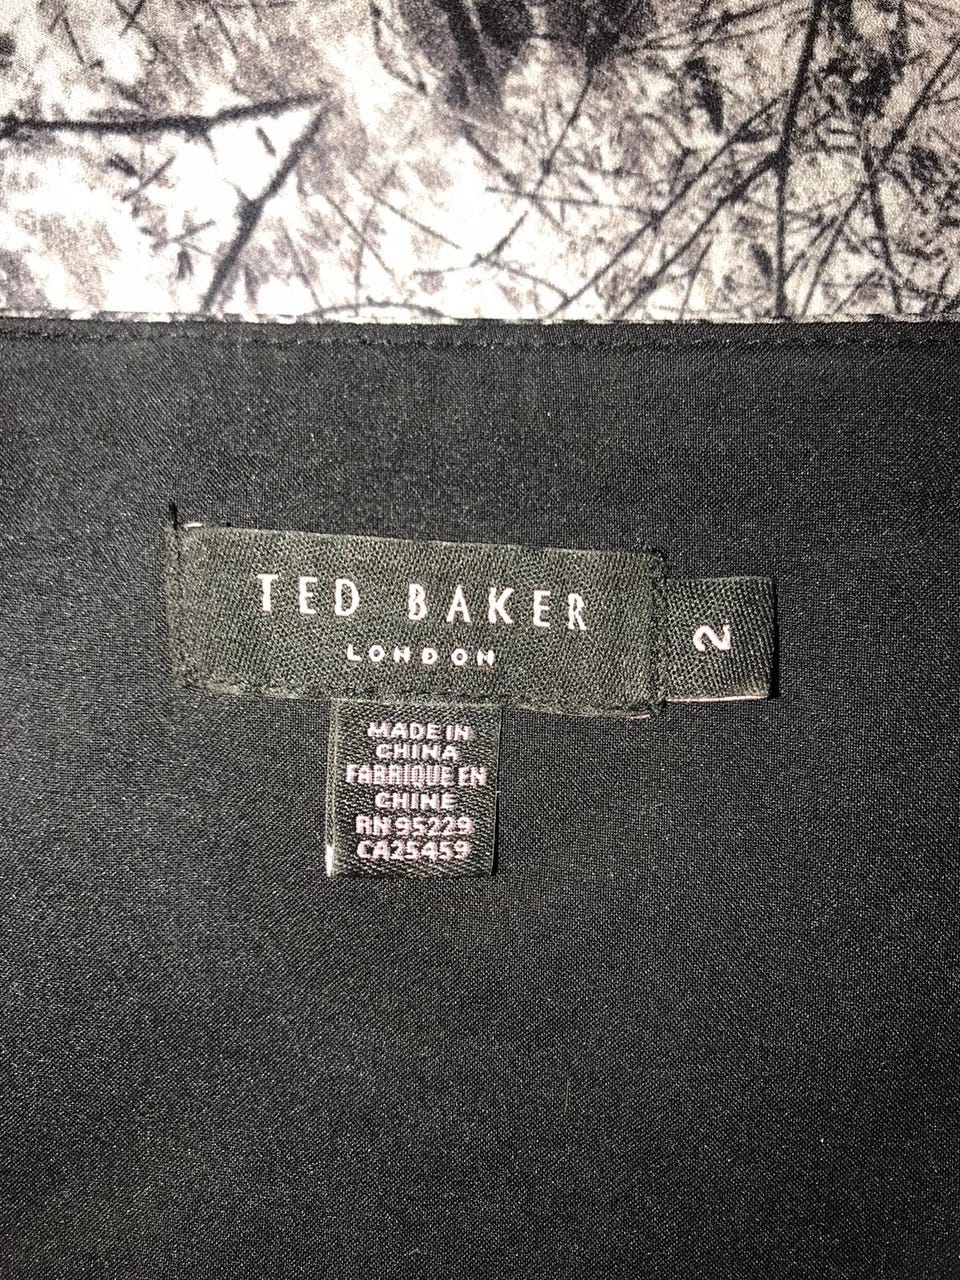 TED BAKER
LONDON
2
MADE IN
CHINA
FABRIQUE EN
CHINE
RN 95229
CA25459